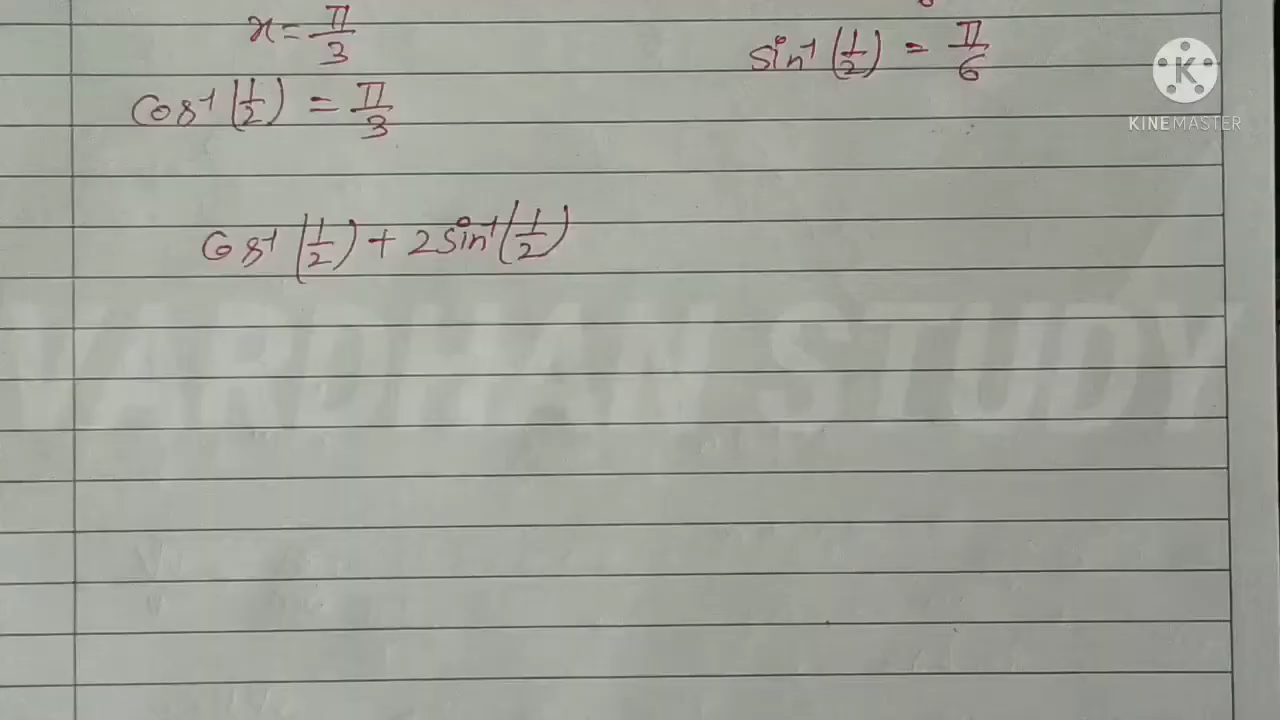 x = π/3
sin⁻¹(1/2) = π/6
KINEMASTER
Cos⁻¹(1/2) = π/3
Cos⁻¹(1/2) + 2sin⁻¹(1/2)
VARDHAN STUDY